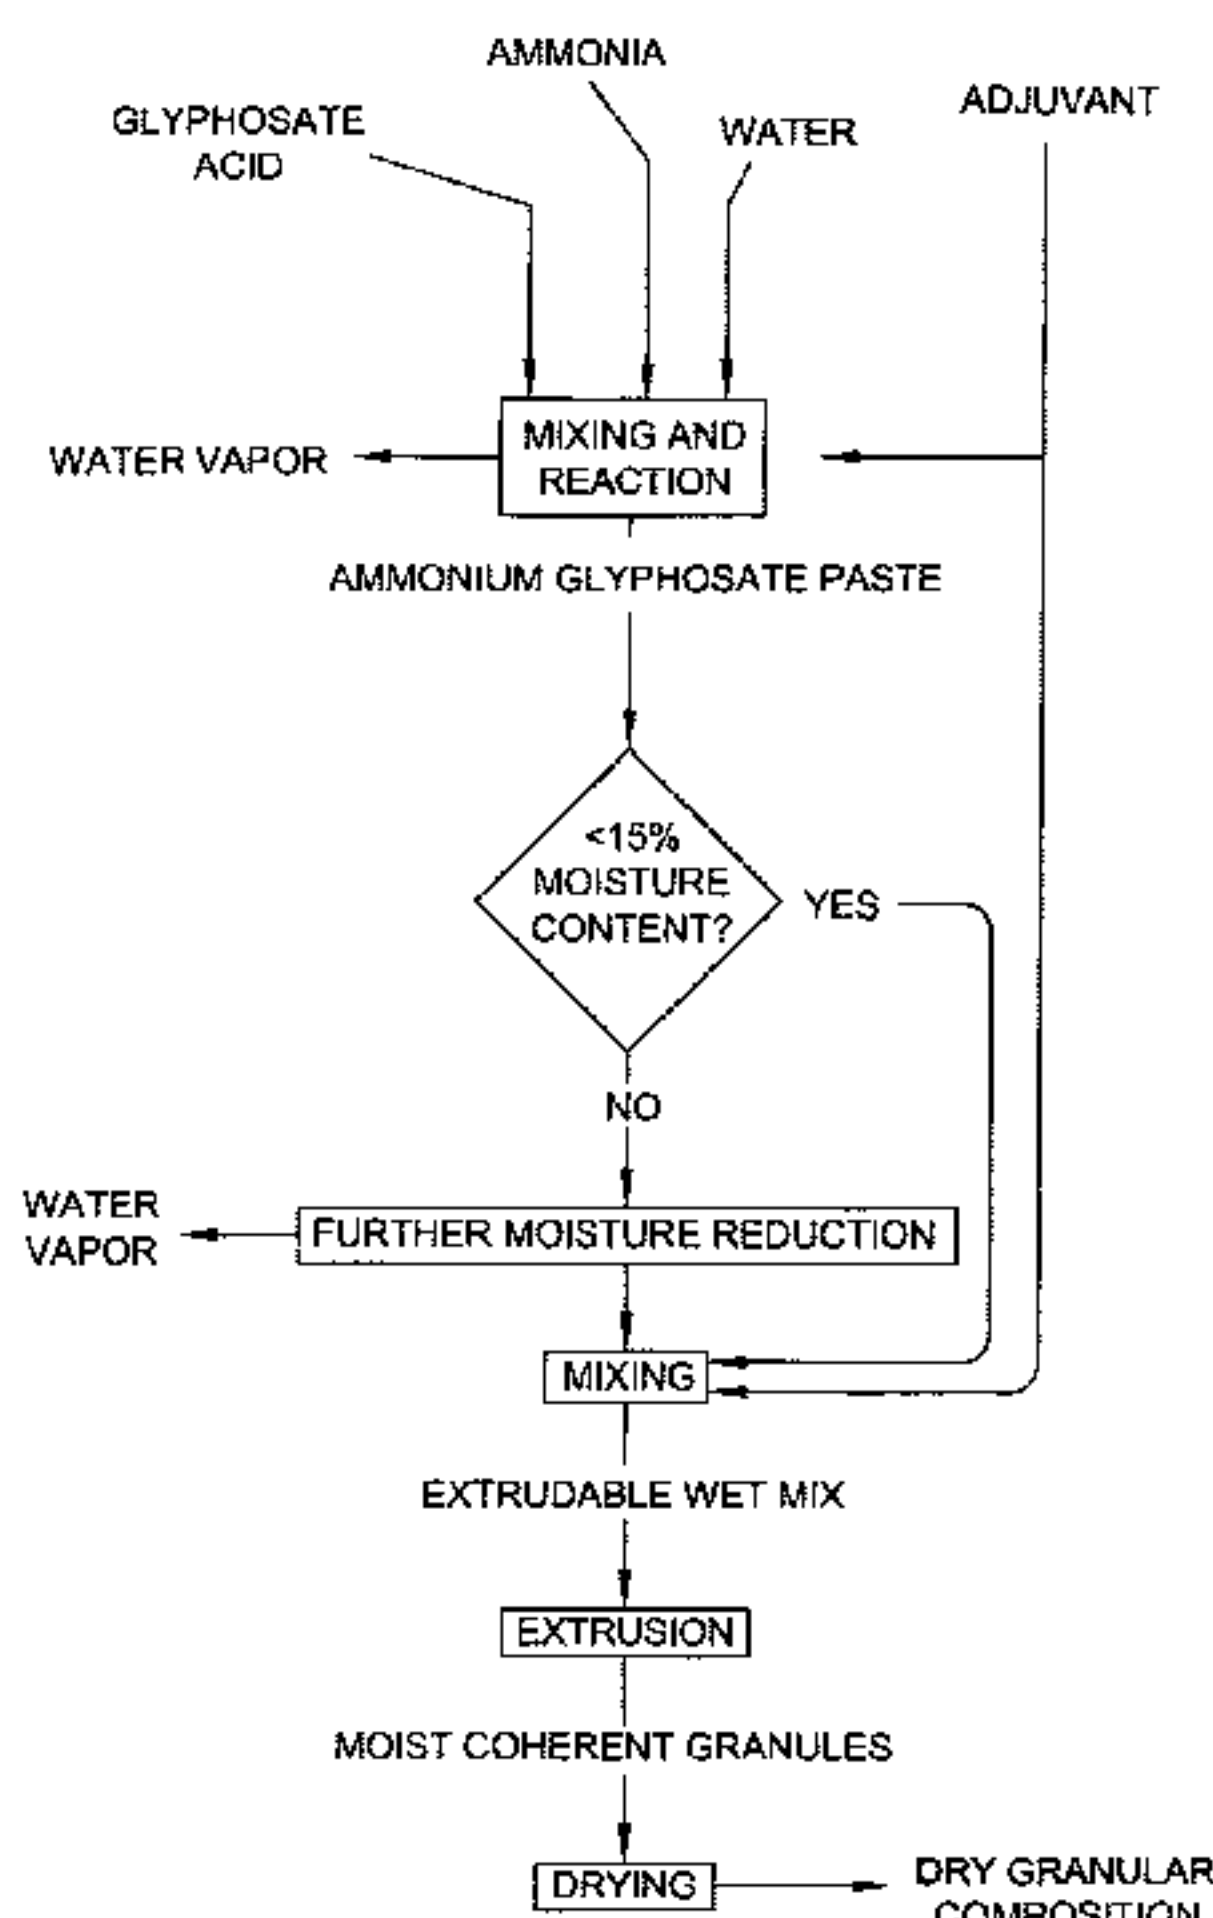 AMMONIA
ADJUVANT
GLYPHOSATE
ACID
WATER
MIXING AND
REACTION
WATER VAPOR
AMMONIUM GLYPHOSATE PASTE
<15%
MOISTURE
CONTENT?
YES
NO
WATER
VAPOR
FURTHER MOISTURE REDUCTION
MIXING
EXTRUDABLE WET MIX
EXTRUSION
MOIST COHERENT GRANULES
DRYING
DRY GRANULAR
COMPOSITION